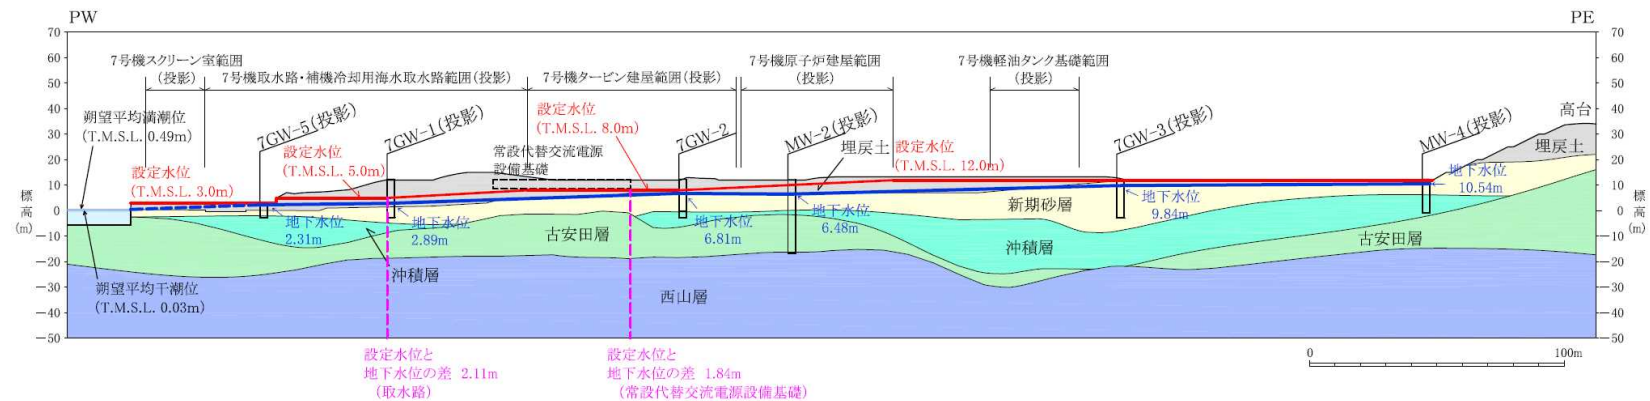 PW
PE
70
60
50
40
30
20
10
0
−10
−20
−30
−40
−50
標高(m)
7号機スクリーン室範囲
(投影)
7号機取水路・補機冷却用海水取水路範囲(投影)
7号機タービン建屋範囲(投影)
7号機原子炉建屋範囲
(投影)
7号機軽油タンク基礎範囲
(投影)
朔望平均満潮位
(T.M.S.L. 0.49m)
7GW-5(投影)
7GW-1(投影)
設定水位
(T.M.S.L. 8.0m)
7GW-2
MW-2(投影)
7GW-3(投影)
MW-4(投影)
高台
埋戻土
設定水位
(T.M.S.L. 3.0m)
設定水位
(T.M.S.L. 5.0m)
常設代替交流電源
設備基礎
埋戻土
設定水位
(T.M.S.L. 12.0m)
地下水位
2.31m
地下水位
2.89m
地下水位
6.81m
地下水位
6.48m
地下水位
9.84m
地下水位
10.54m
新期砂層
古安田層
沖積層
古安田層
沖積層
西山層
朔望平均干潮位
(T.M.S.L. 0.03m)
設定水位と
地下水位の差 2.11m
(取水路)
設定水位と
地下水位の差 1.84m
(常設代替交流電源設備基礎)
70
60
50
40
30
20
10
0
−10
−20
−30
−40
−50
標高(m)
0
100m